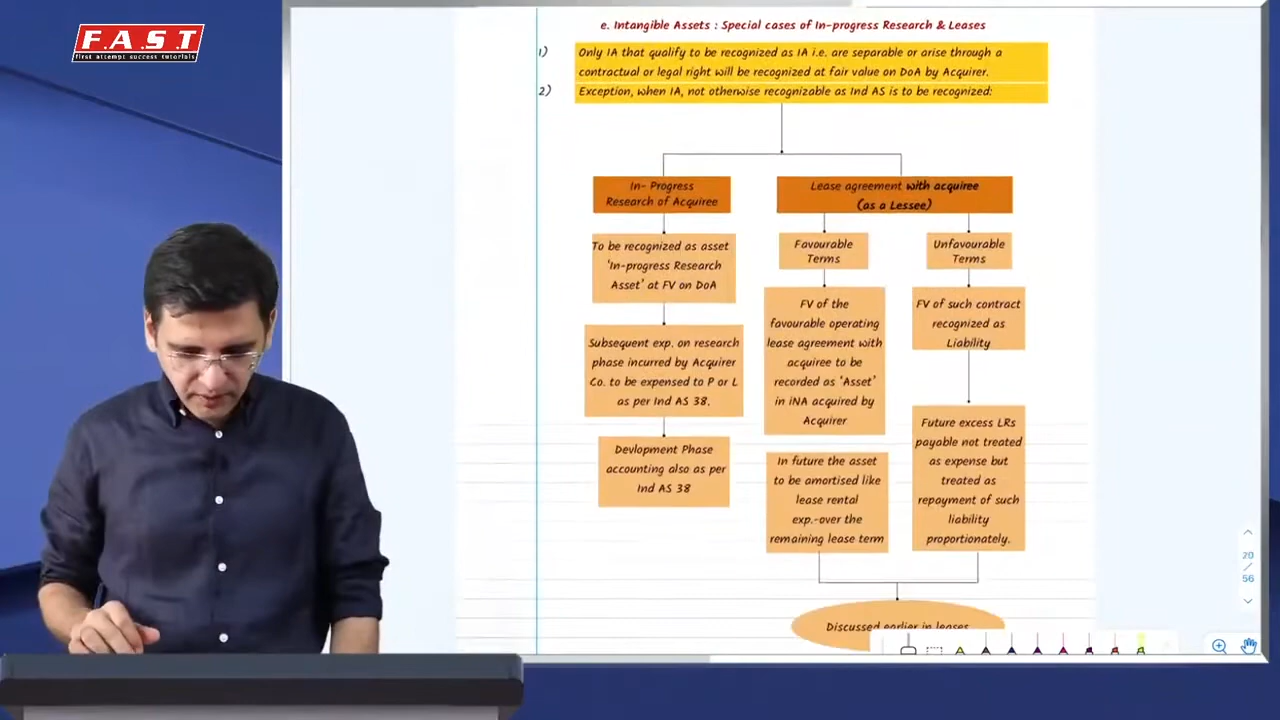 F.A.S.T
first attempt success tutorials
e. Intangible Assets : Special cases of In-progress Research & Leases
1) Only IA that qualify to be recognized as IA i.e. are separable or arise through a
contractual or legal right will be recognized at fair value on DoA by Acquirer.
2) Exception, when IA, not otherwise recognizable as Ind AS is to be recognized:
In- Progress
Research of Acquiree
To be recognized as asset
'In-progress Research
Asset' at FV on DoA
Subsequent exp. on research
phase incurred by Acquirer
Co. to be expensed to P or L
as per Ind AS 38.
Devlopment Phase
accounting also as per
Ind AS 38
Lease agreement with acquiree
(as a Lessee)
Favourable
Terms
FV of the
favourable operating
lease agreement with
acquiree to be
recorded as 'Asset'
in iNA acquired by
Acquirer
In future the asset
to be amortised like
lease rental
exp.-over the
remaining lease term
Unfavourable
Terms
FV of such contract
recognized as
Liability
Future excess LRs
payable not treated
as expense but
treated as
repayment of such
liability
proportionately.
Discussed earlier in leases
20
/
56